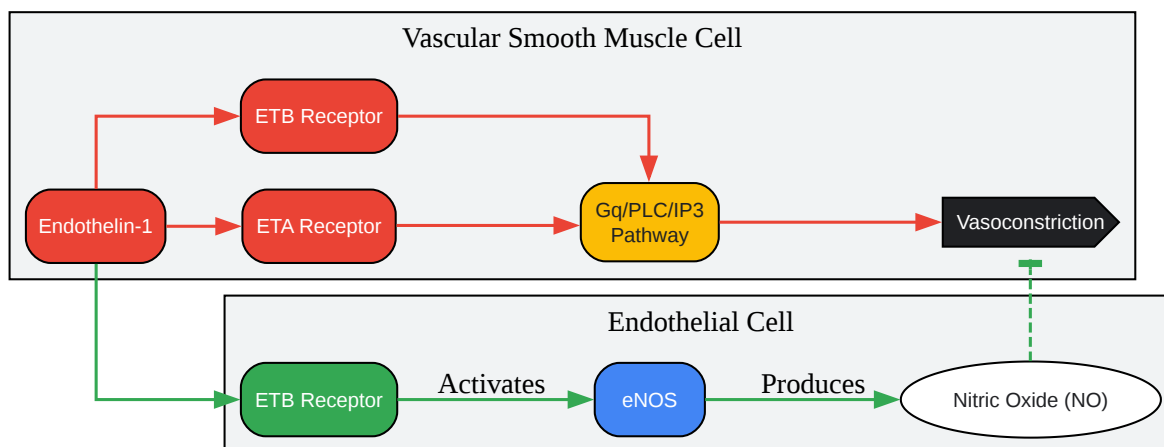 Vascular Smooth Muscle Cell
ETB Receptor
Endothelin-1
ETA Receptor
Gq/PLC/IP3
Pathway
Vasoconstriction
Endothelial Cell
ETB Receptor
Activates
eNOS
Produces
Nitric Oxide (NO)